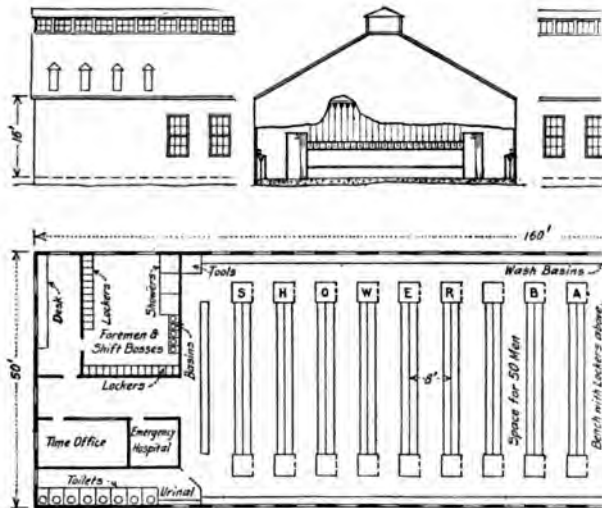 16'
160'
Tools
Wash Basins
S H O W E R B A
Desk
Lockers
Showers
Foremen &
Shift Bosses
Basins
Lockers
8'
Space for 50 Men
Bench with Lockers above
50'
Time Office
Emergency
Hospital
Toilets
Urinal